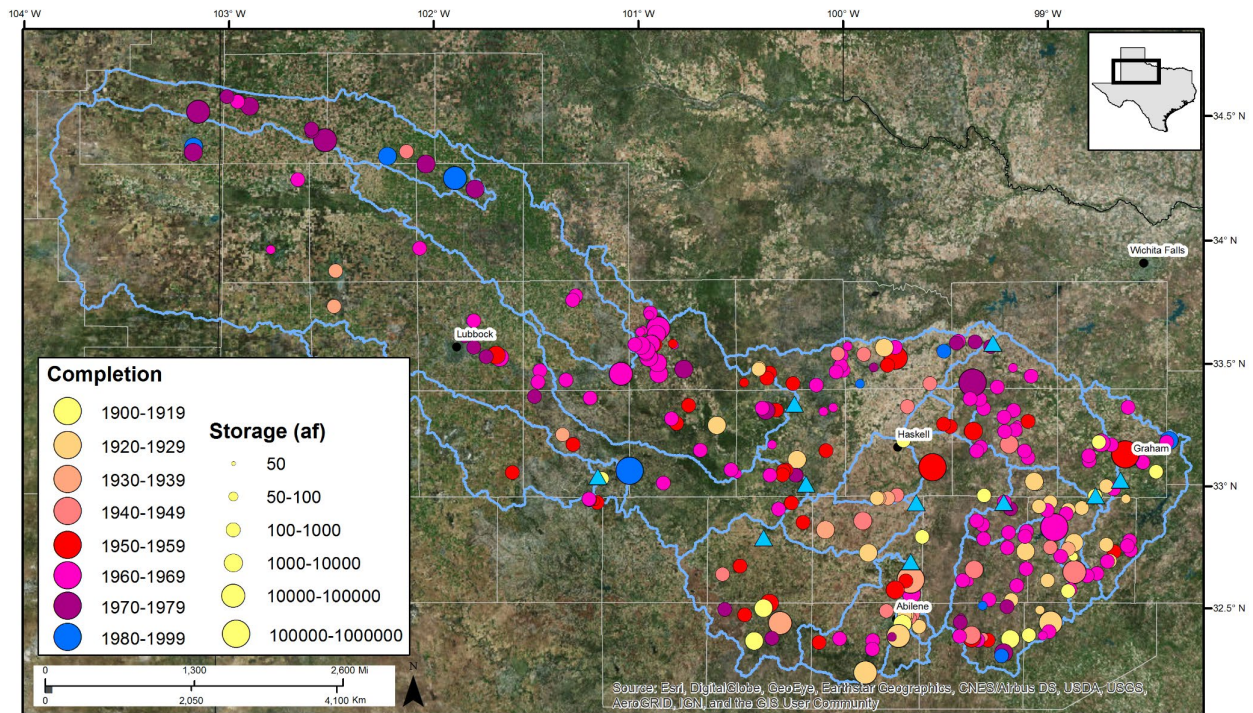 104° W 103° W 102° W 101° W 100° W 99° W
34.5° N
34° N
33.5° N
33° N
32.5° N
Wichita Falls
Lubbock
Haskell
Graham
Abilene
Completion
1900-1919
1920-1929
1930-1939
1940-1949
1950-1959
1960-1969
1970-1979
1980-1999
Storage (af)
50
50-100
100-1000
1000-10000
10000-100000
100000-1000000
0 1,300 2,600 Mi
0 2,050 4,100 Km
N
Source: Esri, DigitalGlobe, GeoEye, Earthstar Geographics, CNES/Airbus DS, USDA, USGS,
AeroGRID, IGN, and the GIS User Community